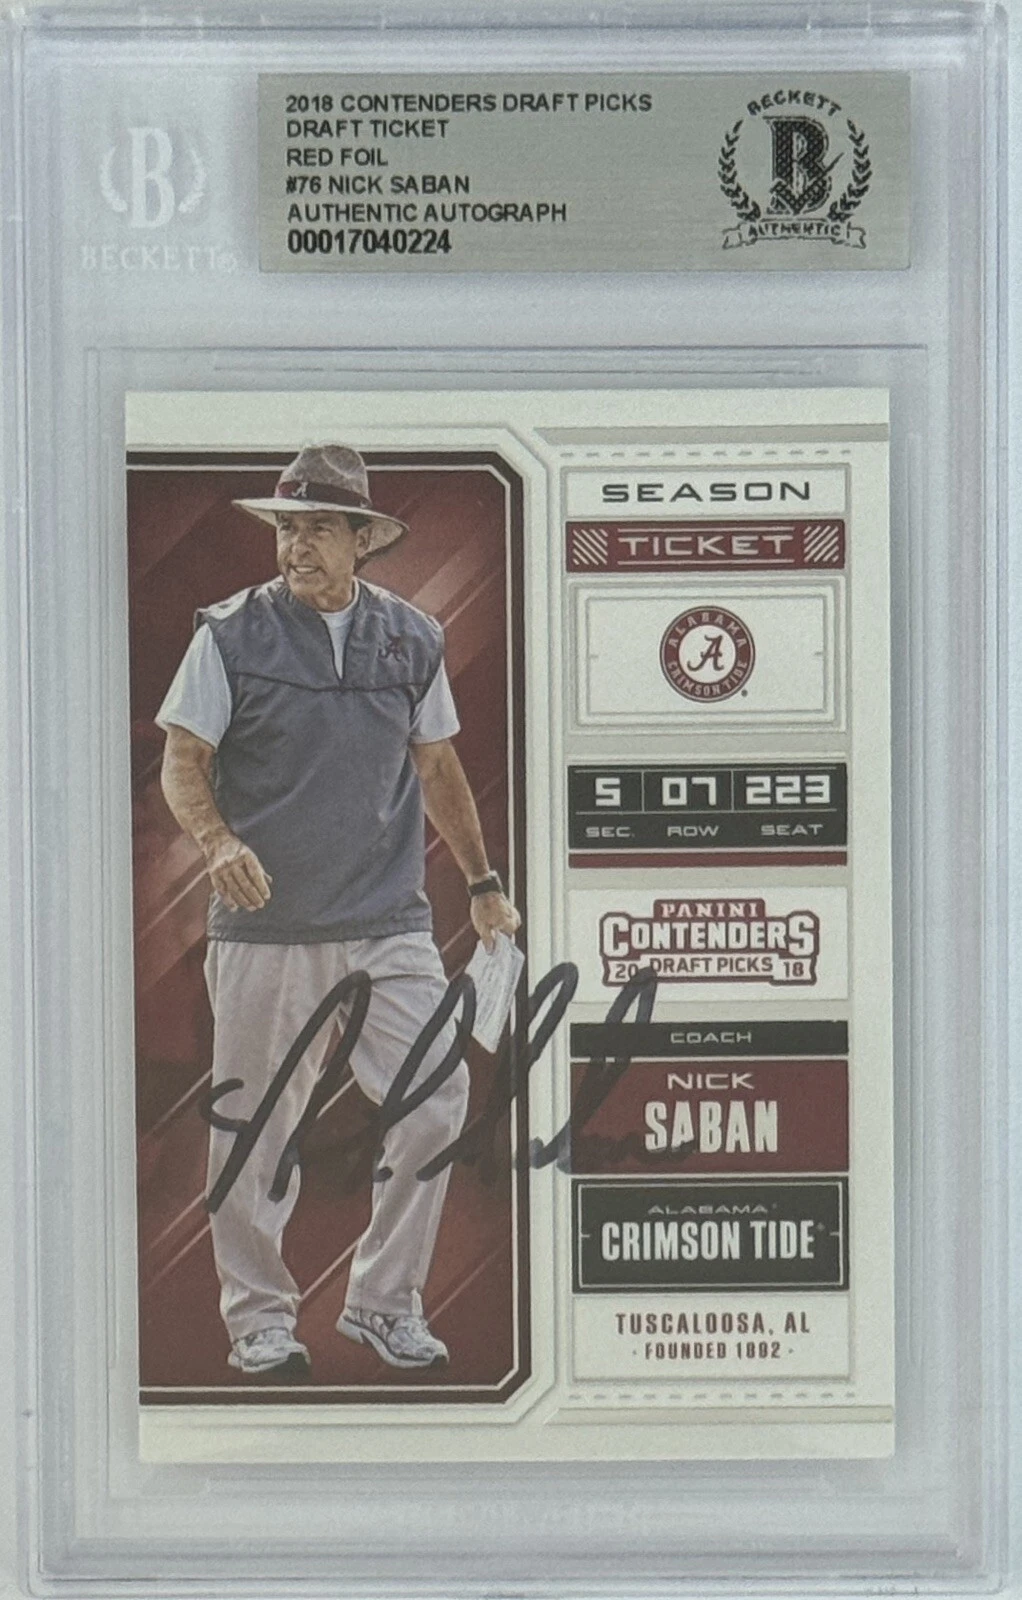 2018 CONTENDERS DRAFT PICKS
DRAFT TICKET
RED FOIL
#76 NICK SABAN
AUTHENTIC AUTOGRAPH
00017040224
BECKETT
B
AUTHENTIC
B
BECKETT
SEASON
TICKET
ALABAMA
A
CRIMSON TIDE
5 07 223
SEC. ROW SEAT
PANINI
CONTENDERS
20 DRAFT PICKS 18
COACH
NICK
SABAN
ALABAMA
CRIMSON TIDE
TUSCALOOSA, AL
· FOUNDED 1892 ·